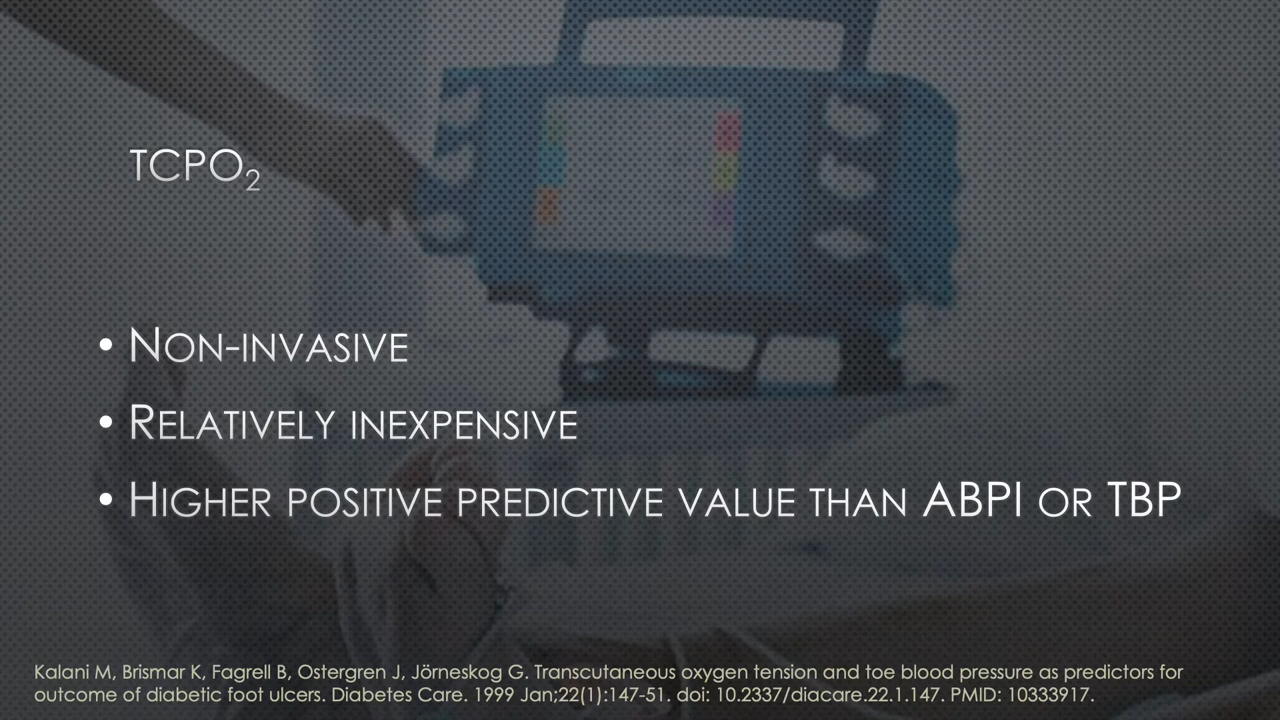 TCPO₂
• Non-invasive
• Relatively inexpensive
• Higher positive predictive value than ABPI or TBP
Kalani M, Brismar K, Fagrell B, Ostergren J, Jörneskog G. Transcutaneous oxygen tension and toe blood pressure as predictors for
outcome of diabetic foot ulcers. Diabetes Care. 1999 Jan;22(1):147-51. doi: 10.2337/diacare.22.1.147. PMID: 10333917.